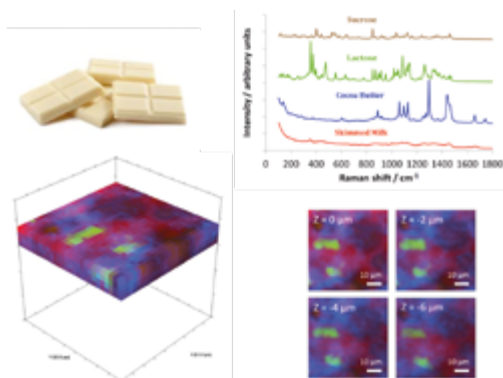 Sucrose
Lactose
Cocoa Butter
Skimmed Milk
Intensity / arbitrary units
0 200 400 600 800 1000 1200 1400 1600 1800
Raman shift / cm⁻¹
Z = 0 µm
10 µm
Z = -2 µm
10 µm
Z = -4 µm
10 µm
Z = -6 µm
10 µm